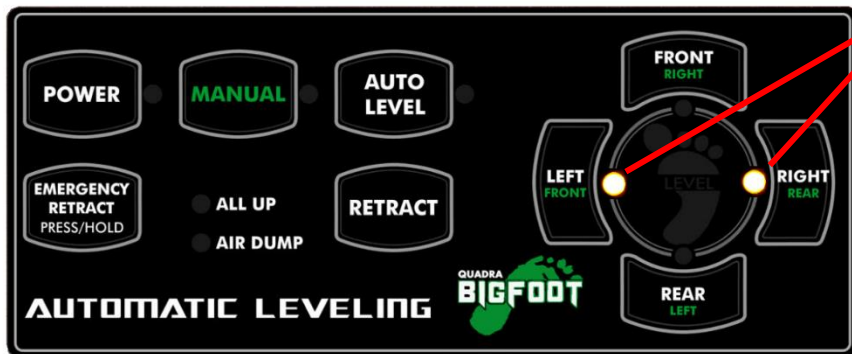 POWER
MANUAL
AUTO
LEVEL
EMERGENCY
RETRACT
PRESS/HOLD
ALL UP
AIR DUMP
RETRACT
FRONT
RIGHT
LEFT
FRONT
LEVEL
RIGHT
REAR
REAR
LEFT
QUADRA
BIGFOOT
AUTOMATIC LEVELING